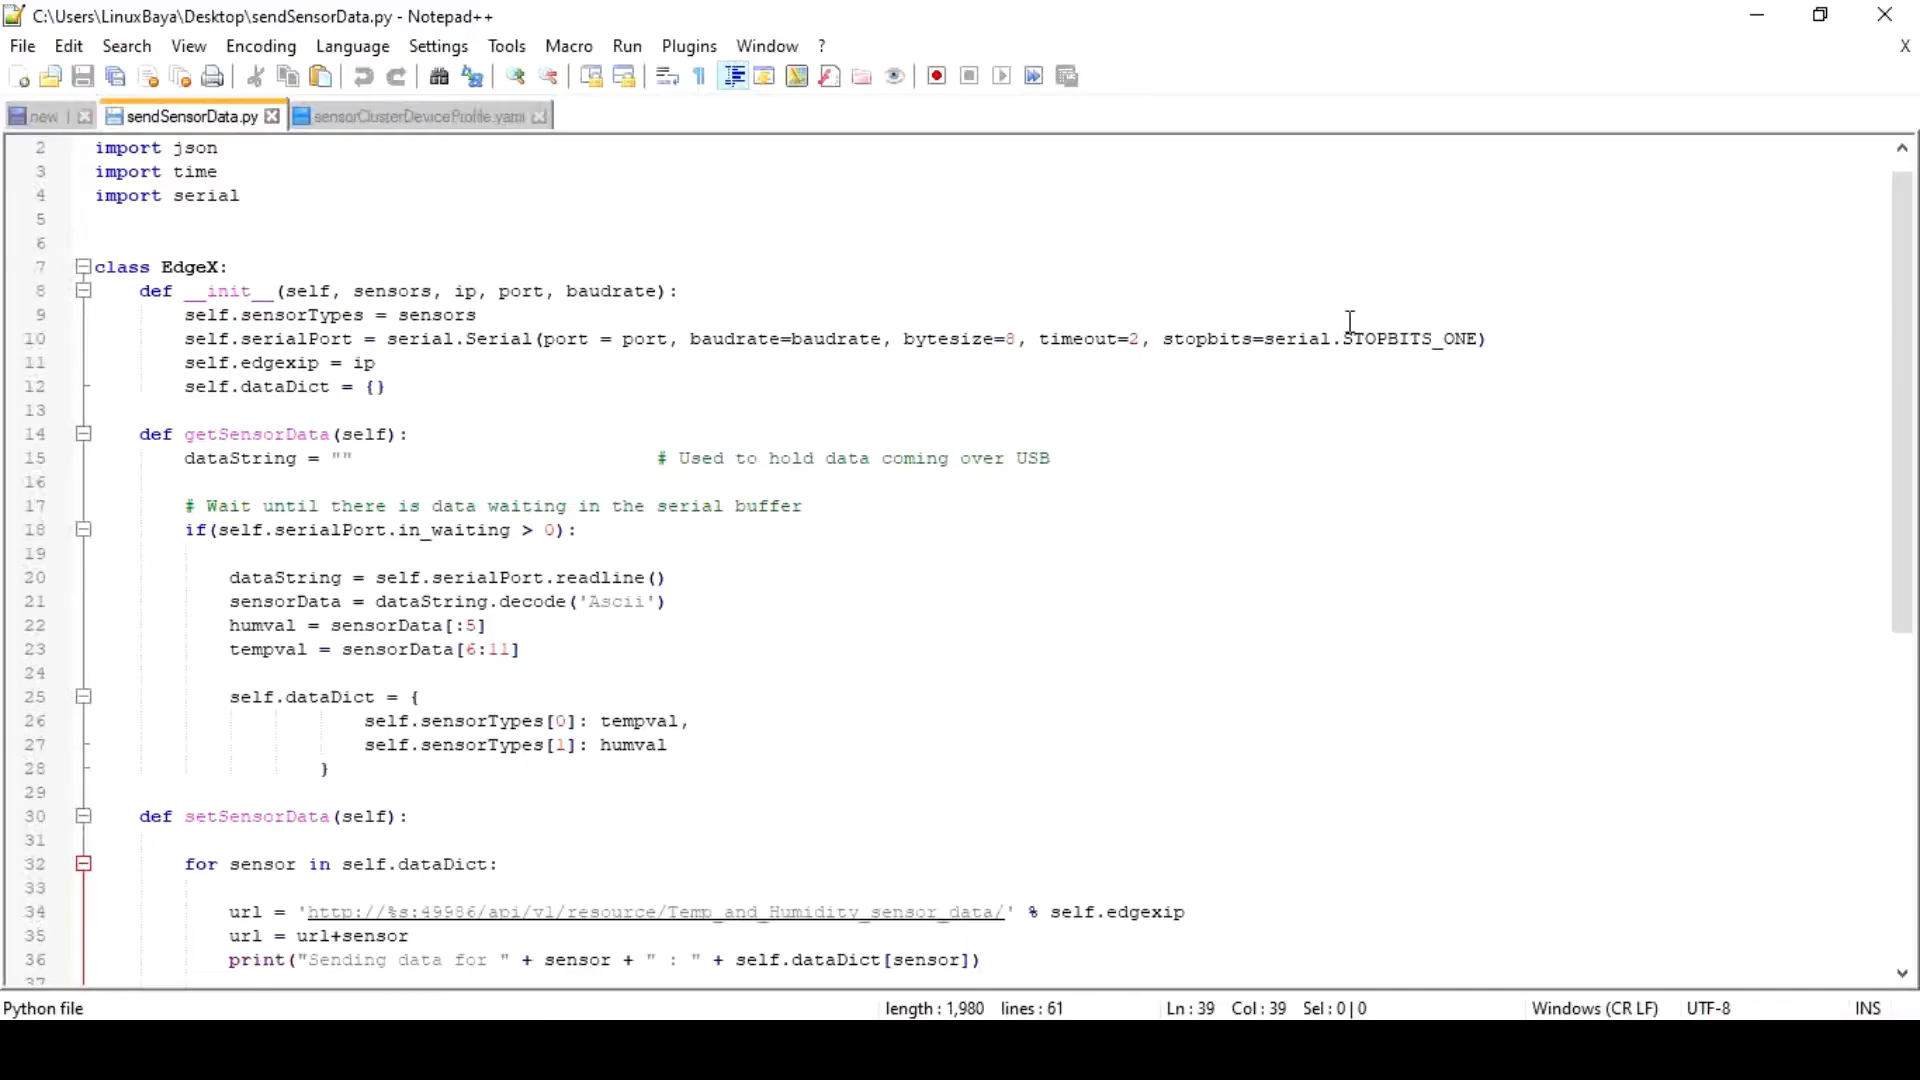 C:\Users\LinuxBaya\Desktop\sendSensorData.py - Notepad++
File Edit Search View Encoding Language Settings Tools Macro Run Plugins Window ? X
new sendSensorData.py sensorClusterDeviceProfile.yaml
2 import json
3 import time
4 import serial
5
6
7 class EdgeX:
8 def __init__(self, sensors, ip, port, baudrate):
9 self.sensorTypes = sensors
10 self.serialPort = serial.Serial(port = port, baudrate=baudrate, bytesize=8, timeout=2, stopbits=serial.STOPBITS_ONE)
11 self.edgexip = ip
12 self.dataDict = {}
13
14 def getSensorData(self):
15 dataString = "" # Used to hold data coming over USB
16
17 # Wait until there is data waiting in the serial buffer
18 if(self.serialPort.in_waiting > 0):
19
20 dataString = self.serialPort.readline()
21 sensorData = dataString.decode('Ascii')
22 humval = sensorData[:5]
23 tempval = sensorData[6:11]
24
25 self.dataDict = {
26 self.sensorTypes[0]: tempval,
27 self.sensorTypes[1]: humval
28 }
29
30 def setSensorData(self):
31
32 for sensor in self.dataDict:
33
34 url = 'http://%s:49986/api/v1/resource/Temp_and_Humidity_sensor_data/' % self.edgexip
35 url = url+sensor
36 print("Sending data for " + sensor + " : " + self.dataDict[sensor])
37
Python file length : 1,980 lines : 61 Ln : 39 Col : 39 Sel : 0 | 0 Windows (CR LF) UTF-8 INS